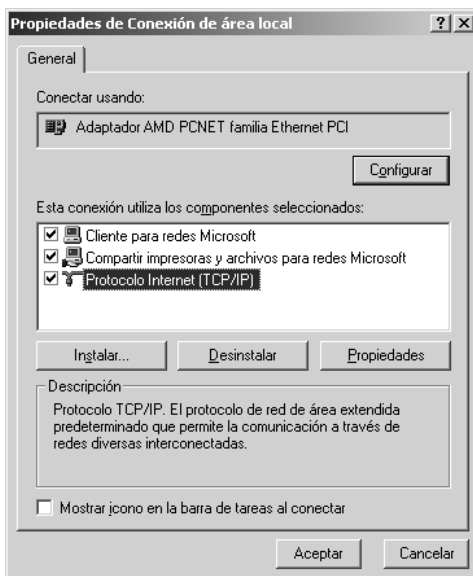 Propiedades de Conexión de área local
General
Conectar usando:
Adaptador AMD PCNET familia Ethernet PCI
Configurar
Esta conexión utiliza los componentes seleccionados:
Cliente para redes Microsoft
Compartir impresoras y archivos para redes Microsoft
Protocolo Internet (TCP/IP)
Instalar...
Desinstalar
Propiedades
Descripción
Protocolo TCP/IP. El protocolo de red de área extendida
predeterminado que permite la comunicación a través de
redes diversas interconectadas.
Mostrar icono en la barra de tareas al conectar
Aceptar
Cancelar